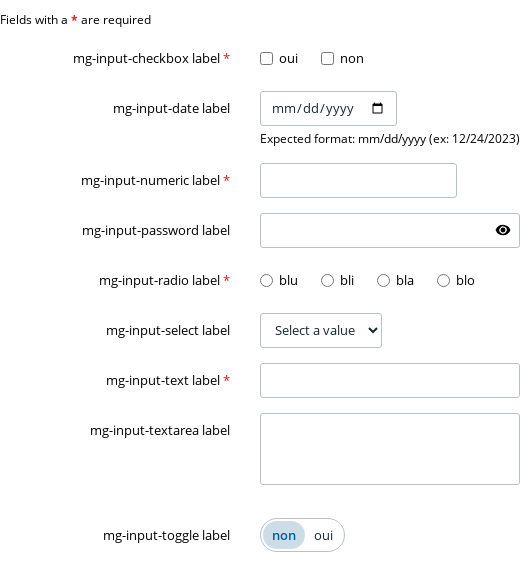 Fields with a * are required
mg-input-checkbox label * oui non
mg-input-date label mm/dd/yyyy
Expected format: mm/dd/yyyy (ex: 12/24/2023)
mg-input-numeric label *
mg-input-password label
mg-input-radio label * blu bli bla blo
mg-input-select label Select a value
mg-input-text label *
mg-input-textarea label
mg-input-toggle label non oui